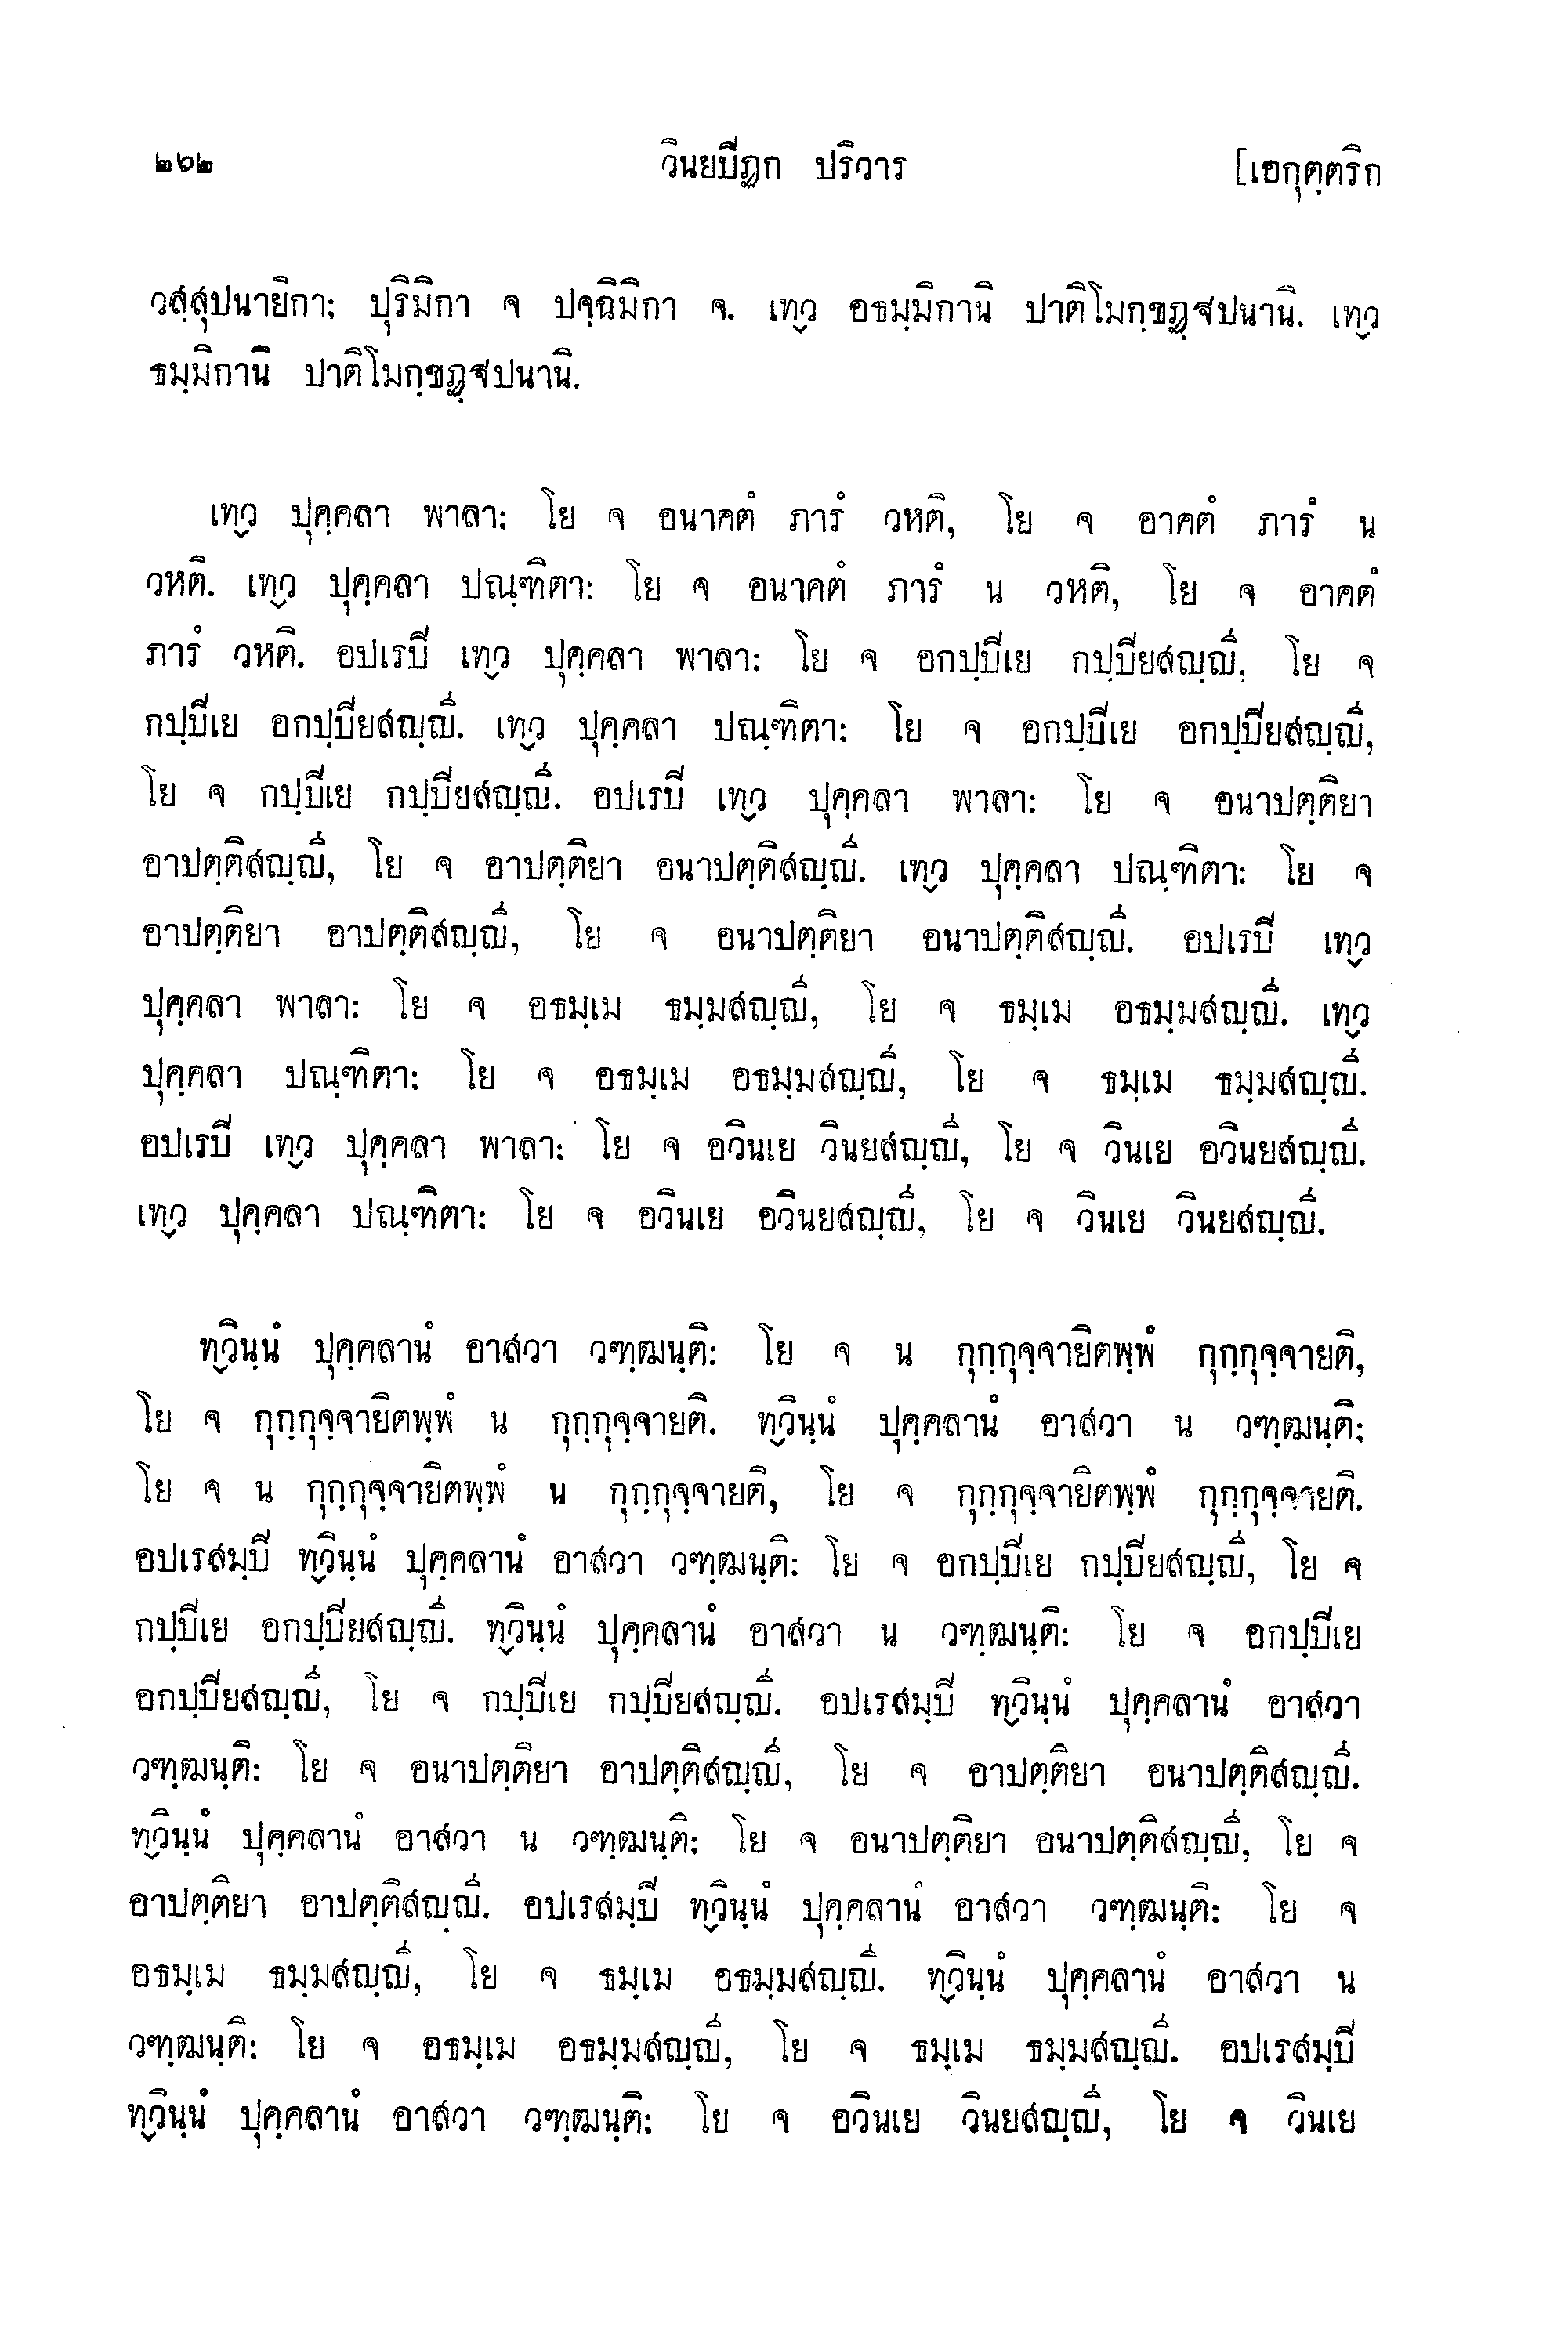 ๒๖๒ วินยปิฏก ปริวาร [เอกุตฺตริก
วสฺสุปนายิกา: ปุริมิกา จ ปจฺฉิมิกา จ. เทฺว อธมฺมิกานิ ปาติโมกฺขฏฺฐปนานิ. เทฺว
ธมฺมิกานิ ปาติโมกฺขฏฺฐปนานิ.
เทฺว ปุคฺคลา พาลา: โย จ อนาคตํ ภารํ วหติ, โย จ อาคตํ ภารํ น
วหติ. เทฺว ปุคฺคลา ปณฺฑิตา: โย จ อนาคตํ ภารํ น วหติ, โย จ อาคตํ
ภารํ วหติ. อปเรปิ เทฺว ปุคฺคลา พาลา: โย จ อกปฺปิเย กปฺปิยสญฺญี, โย จ
กปฺปิเย อกปฺปิยสญฺญี. เทฺว ปุคฺคลา ปณฺฑิตา: โย จ อกปฺปิเย อกปฺปิยสญฺญี,
โย จ กปฺปิเย กปฺปิยสญฺญี. อปเรปิ เทฺว ปุคฺคลา พาลา: โย จ อนาปตฺติยา
อาปตฺติสญฺญี, โย จ อาปตฺติยา อนาปตฺติสญฺญี. เทฺว ปุคฺคลา ปณฺฑิตา: โย จ
อาปตฺติยา อาปตฺติสญฺญี, โย จ อนาปตฺติยา อนาปตฺติสญฺญี. อปเรปิ เทฺว
ปุคฺคลา พาลา: โย จ อธมฺเม ธมฺมสญฺญี, โย จ ธมฺเม อธมฺมสญฺญี. เทฺว
ปุคฺคลา ปณฺฑิตา: โย จ อธมฺเม อธมฺมสญฺญี, โย จ ธมฺเม ธมฺมสญฺญี.
อปเรปิ เทฺว ปุคฺคลา พาลา: โย จ อวินเย วินยสญฺญี, โย จ วินเย อวินยสญฺญี.
เทฺว ปุคฺคลา ปณฺฑิตา: โย จ อวินเย อวินยสญฺญี, โย จ วินเย วินยสญฺญี.
ทฺวินฺนํ ปุคฺคลานํ อาสวา วฑฺฒนฺติ: โย จ น กุกฺกุจฺจายิตพฺพํ กุกฺกุจฺจายติ,
โย จ กุกฺกุจฺจายิตพฺพํ น กุกฺกุจฺจายติ. ทฺวินฺนํ ปุคฺคลานํ อาสวา น วฑฺฒนฺติ:
โย จ น กุกฺกุจฺจายิตพฺพํ น กุกฺกุจฺจายติ, โย จ กุกฺกุจฺจายิตพฺพํ กุกฺกุจฺจายติ.
อปเรสมฺปิ ทฺวินฺนํ ปุคฺคลานํ อาสวา วฑฺฒนฺติ: โย จ อกปฺปิเย กปฺปิยสญฺญี, โย จ
กปฺปิเย อกปฺปิยสญฺญี. ทฺวินฺนํ ปุคฺคลานํ อาสวา น วฑฺฒนฺติ: โย จ อกปฺปิเย
อกปฺปิยสญฺญี, โย จ กปฺปิเย กปฺปิยสญฺญี. อปเรสมฺปิ ทฺวินฺนํ ปุคฺคลานํ อาสวา
วฑฺฒนฺติ: โย จ อนาปตฺติยา อาปตฺติสญฺญี, โย จ อาปตฺติยา อนาปตฺติสญฺญี.
ทฺวินฺนํ ปุคฺคลานํ อาสวา น วฑฺฒนฺติ: โย จ อนาปตฺติยา อนาปตฺติสญฺญี, โย จ
อาปตฺติยา อาปตฺติสญฺญี. อปเรสมฺปิ ทฺวินฺนํ ปุคฺคลานํ อาสวา วฑฺฒนฺติ: โย จ
อธมฺเม ธมฺมสญฺญี, โย จ ธมฺเม อธมฺมสญฺญี. ทฺวินฺนํ ปุคฺคลานํ อาสวา น
วฑฺฒนฺติ: โย จ อธมฺเม อธมฺมสญฺญี, โย จ ธมฺเม ธมฺมสญฺญี. อปเรสมฺปิ
ทฺวินฺนํ ปุคฺคลานํ อาสวา วฑฺฒนฺติ: โย จ อวินเย วินยสญฺญี, โย จ วินเย